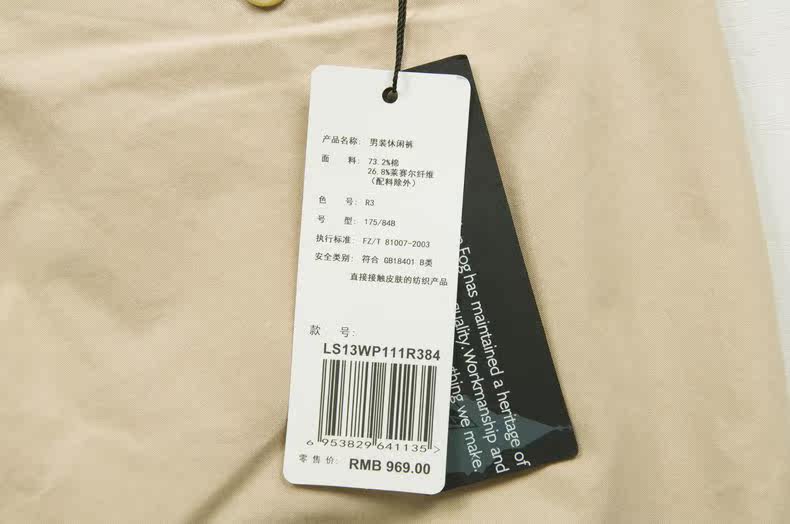 产品名称: 男装休闲裤
面 料: 73.2%棉
26.8%莱赛尔纤维
(配料除外)
色 号: R3
号 型: 175/84B
执行标准: FZ/T 81007-2003
安全类别: 符合 GB18401 B类
直接接触皮肤的纺织产品
款 号:
LS13WP111R384
6 953829 641135 >
零售价: RMB 969.00
Fog has maintained a heritage of
quality. Workmanship and
we make.